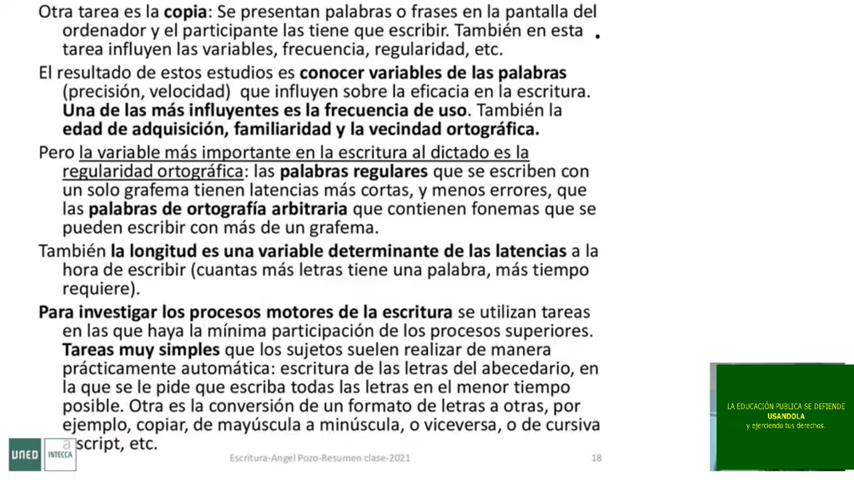 Otra tarea es la copia: Se presentan palabras o frases en la pantalla del
ordenador y el participante las tiene que escribir. También en esta
tarea influyen las variables, frecuencia, regularidad, etc.
El resultado de estos estudios es conocer variables de las palabras
(precisión, velocidad) que influyen sobre la eficacia en la escritura.
Una de las más influyentes es la frecuencia de uso. También la
edad de adquisición, familiaridad y la vecindad ortográfica.
Pero la variable más importante en la escritura al dictado es la
regularidad ortográfica: las palabras regulares que se escriben con
un solo grafema tienen latencias más cortas, y menos errores, que
las palabras de ortografía arbitraria que contienen fonemas que se
pueden escribir con más de un grafema.
También la longitud es una variable determinante de las latencias a la
hora de escribir (cuantas más letras tiene una palabra, más tiempo
requiere).
Para investigar los procesos motores de la escritura se utilizan tareas
en las que haya la mínima participación de los procesos superiores.
Tareas muy simples que los sujetos suelen realizar de manera
prácticamente automática: escritura de las letras del abecedario, en
la que se le pide que escriba todas las letras en el menor tiempo
posible. Otra es la conversión de un formato de letras a otras, por
ejemplo, copiar, de mayúscula a minúscula, o viceversa, o de cursiva
a script, etc.
UNED INTECCA
Escritura-Angel Pozo-Resumen clase-2021
18
LA EDUCACIÓN PUBLICA SE DEFIENDE
USANDOLA
y ejerciendo tus derechos.